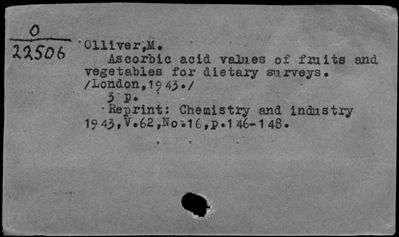 O
22506
Olliver,M.
Ascorbic acid values of fruits and
vegetables for dietary surveys.
/London,1943./
3 p.
Reprint: Chemistry and industry
1943,V.62,No.16,p.146-148.